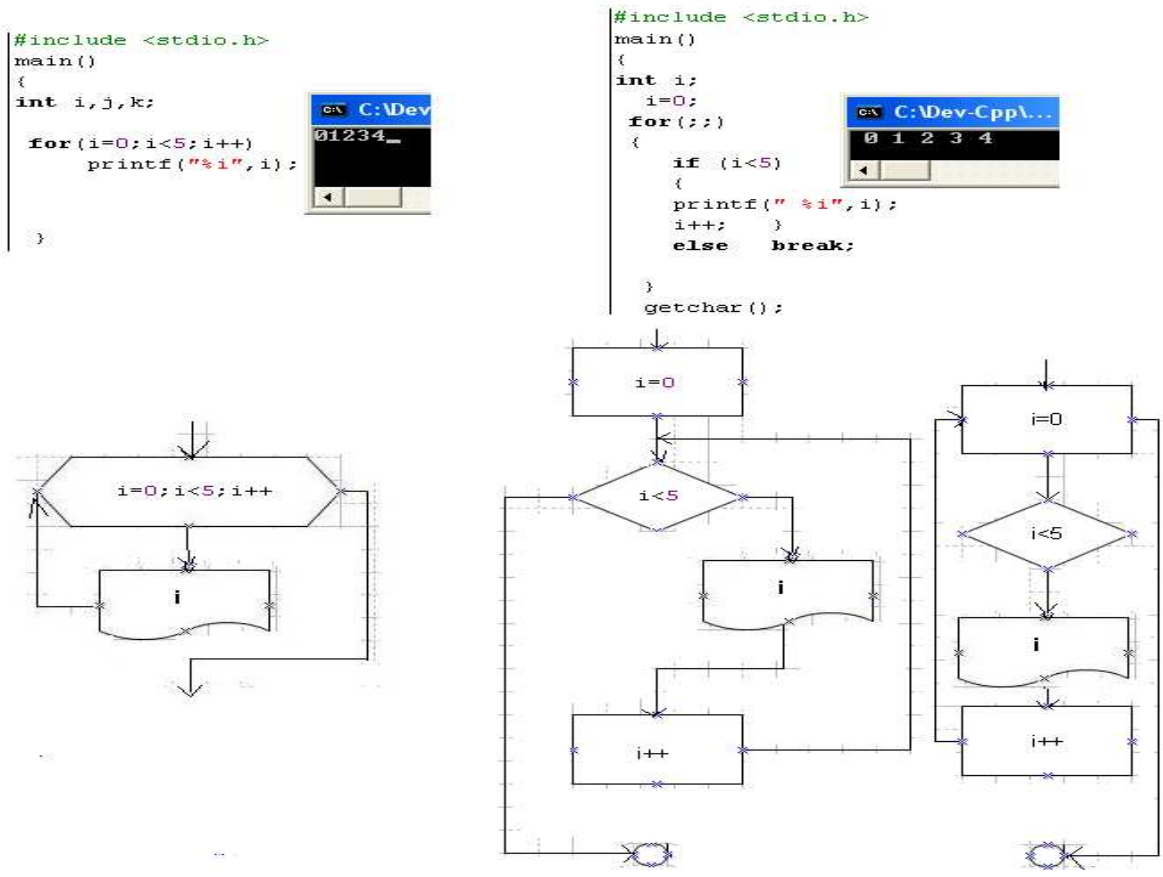 #include <stdio.h>
main()
{
int i,j,k;
for(i=0;i<5;i++)
printf("%i",i);
}
C:\Dev
01234_
#include <stdio.h>
main()
{
int i;
i=0;
for(;;)
{
if (i<5)
{
printf(" %i",i);
i++; }
else break;
}
getchar();
C:\Dev-Cpp\...
0 1 2 3 4
i=0;i<5;i++
i
i=0
i<5
i
i++
i=0
i<5
i
i++